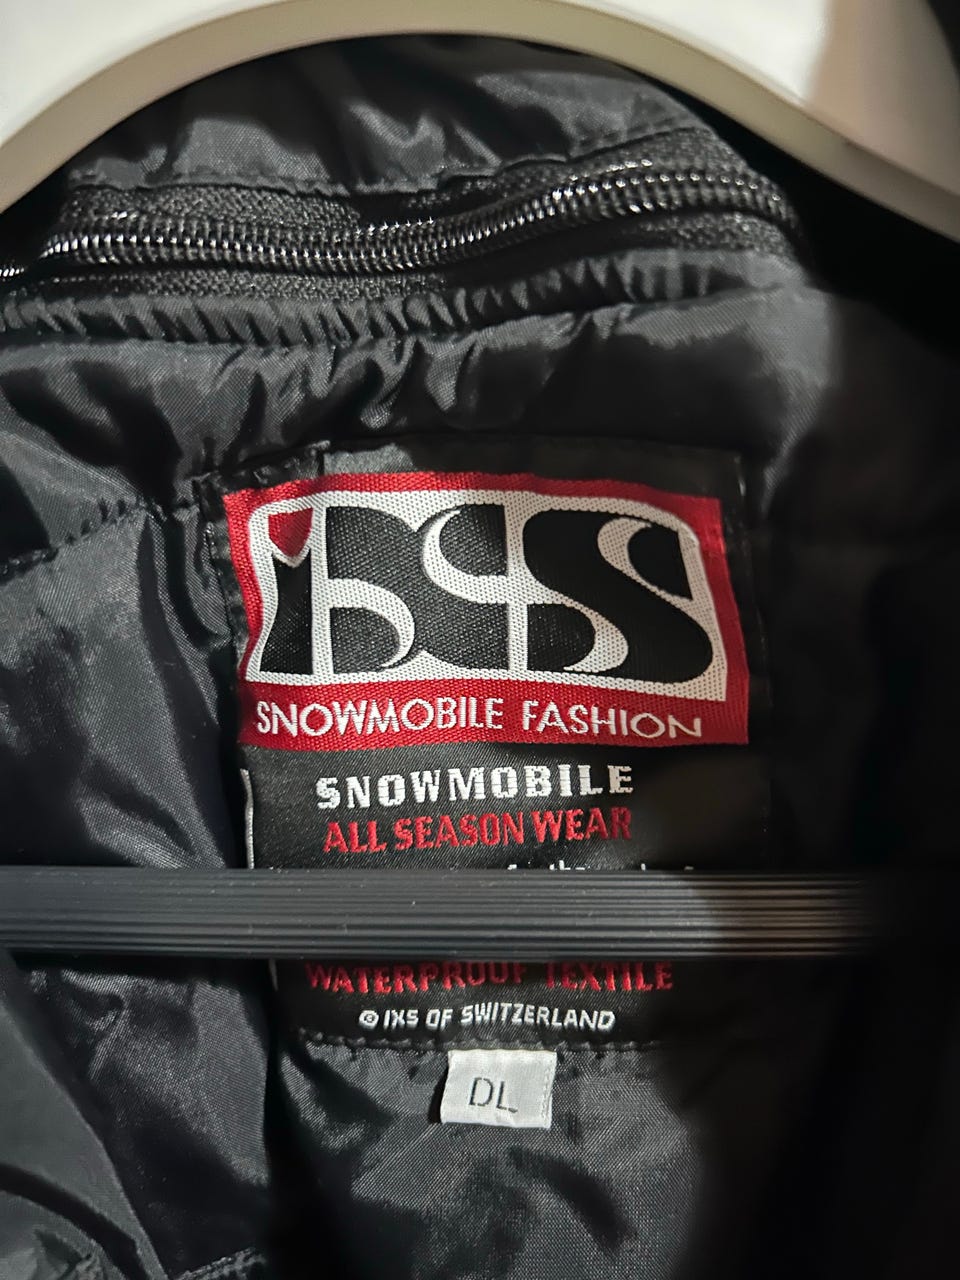 iXS
SNOWMOBILE FASHION
SNOWMOBILE
ALL SEASON WEAR
WATERPROOF TEXTILE
© IXS OF SWITZERLAND
DL